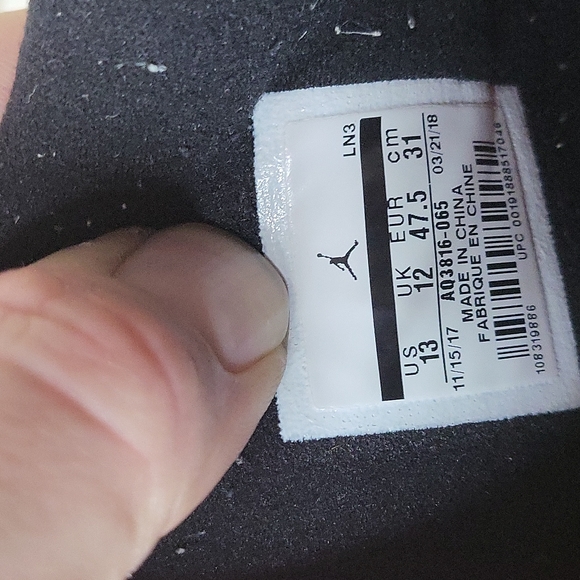 LN3
US UK EUR cm
13 12 47.5 31
11/15/17 AQ3816-065 03/21/18
MADE IN CHINA
FABRIQUE EN CHINE
UPC 00191888517046
108319886